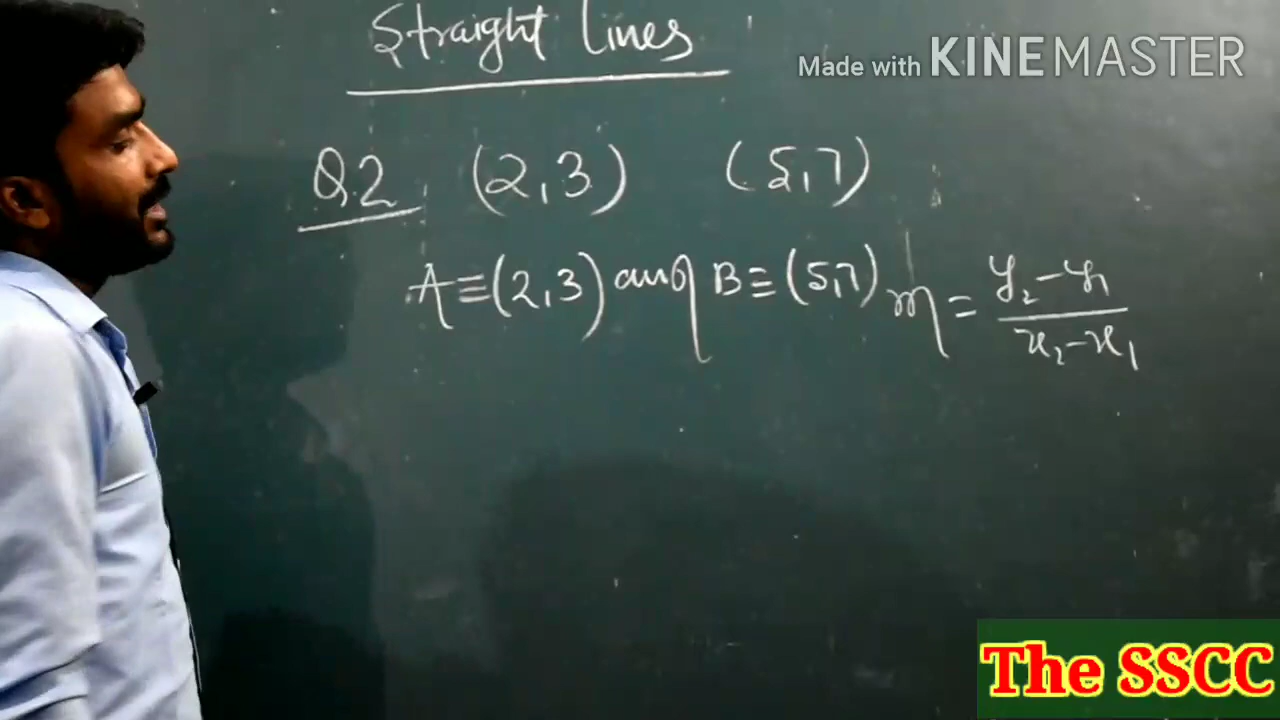 Straight lines
Made with KINEMASTER
Q.2 (2,3) (5,7)
A≡(2,3) and B≡(5,7) m = y₂-y₁/x₂-x₁
The SSCC